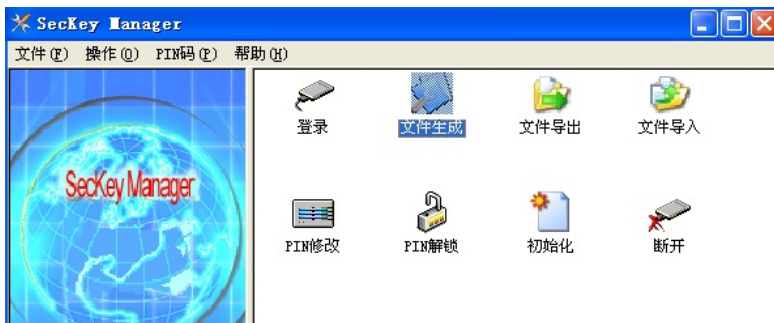 SecKey Manager
文件(F) 操作(O) PIN码(P) 帮助(H)
SecKey Manager
登录 文件生成 文件导出 文件导入
PIN修改 PIN解锁 初始化 断开